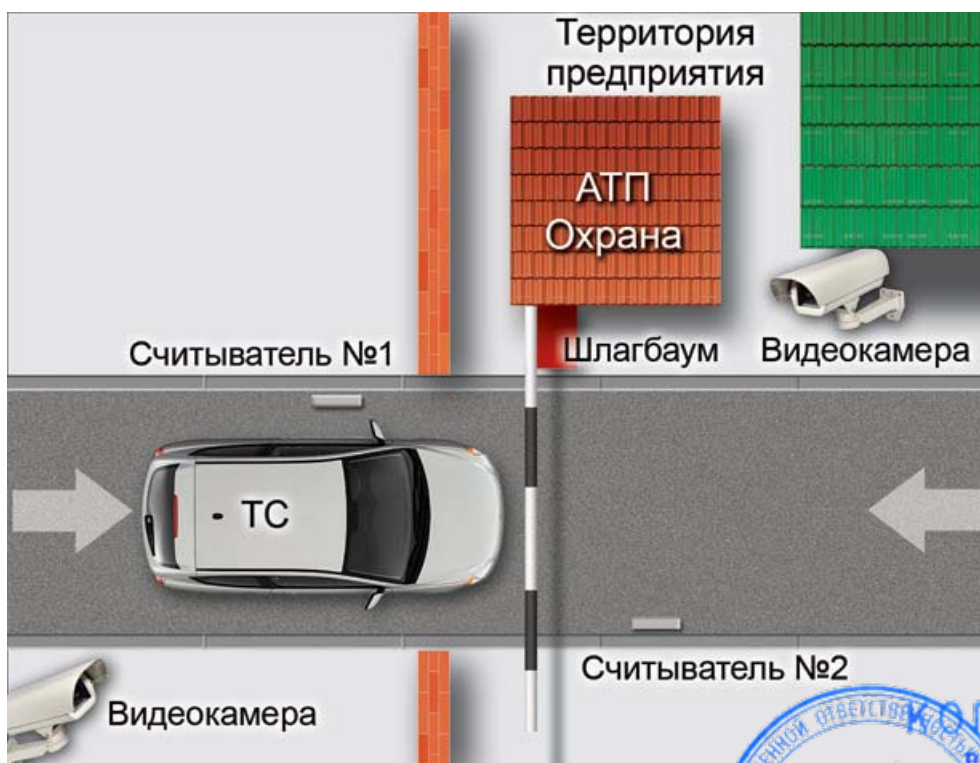 Территория
предприятия
АТП
Охрана
Считыватель №1
Шлагбаум
Видеокамера
ТС
Считыватель №2
Видеокамера